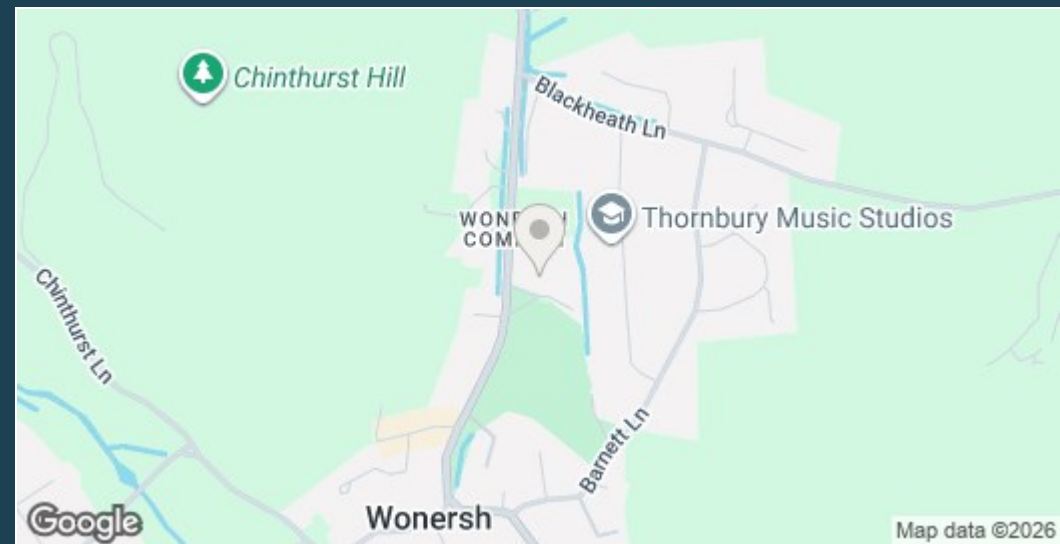 Chinthurst Hill
Blackheath Ln
Thornbury Music Studios
Chinthurst Ln
Barnett Ln
Wonersh
Google
Map data ©2026